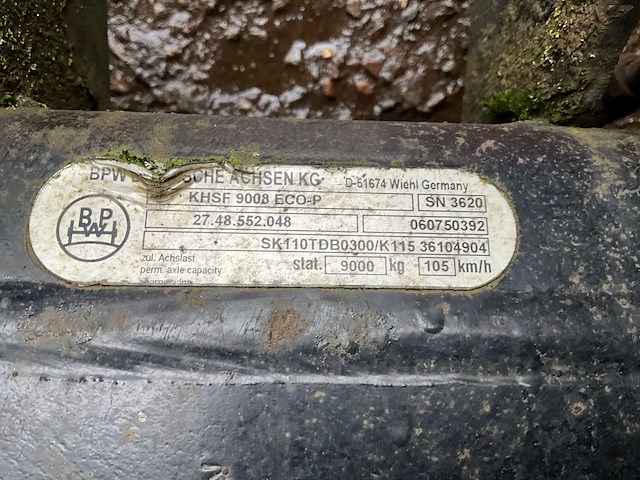 BPW SCHE ACHSEN KG D-51674 Wiehl Germany
KHSF 9008 ECO-P SN 3620
BPW
27.48.552.048 060750392
SK110TDB0300/K115 36104904
zul. Achslast
perm. axle capacity stat. 9000 kg 105 km/h